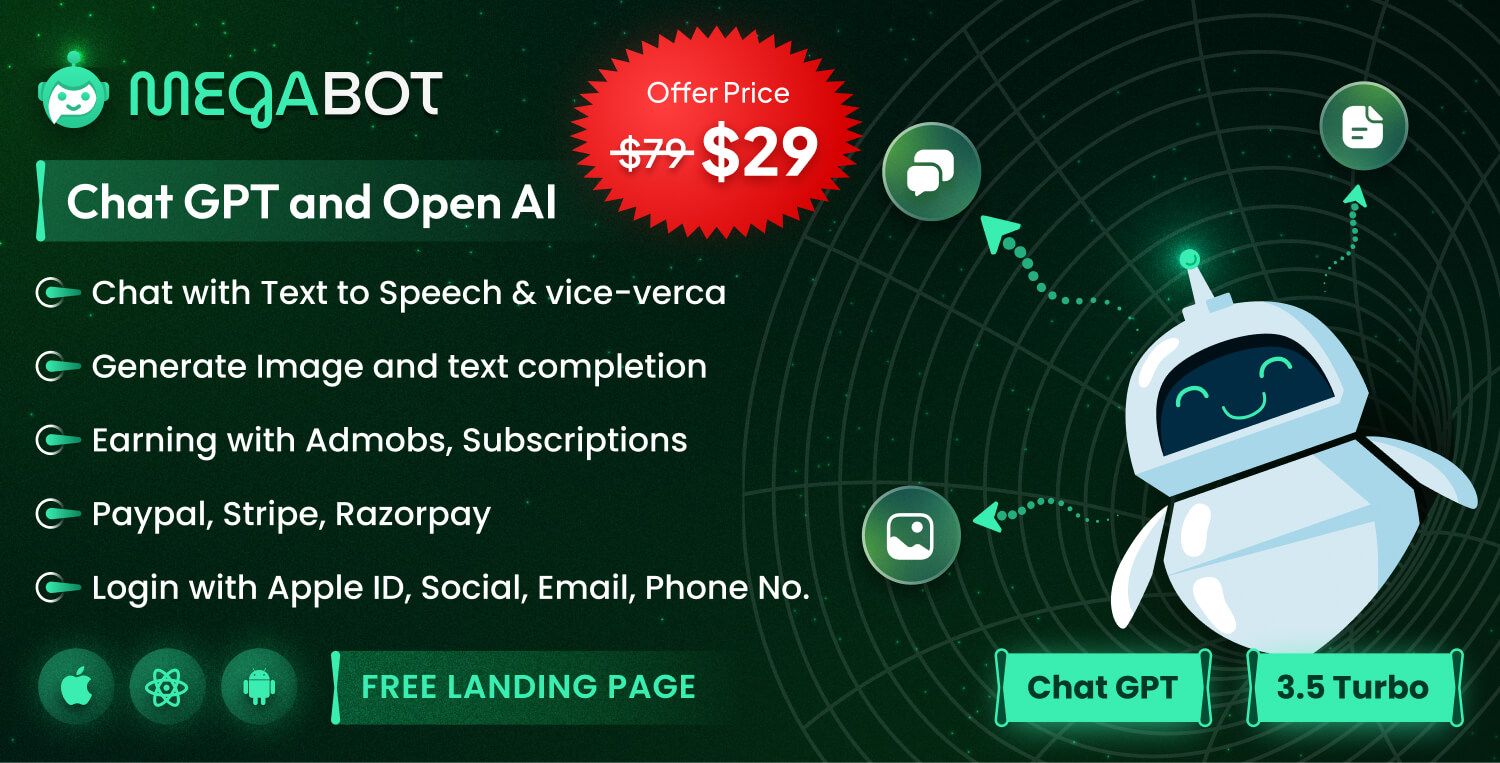 MEGABOT
Offer Price
$79 $29
Chat GPT and Open AI
Chat with Text to Speech & vice-verca
Generate Image and text completion
Earning with Admobs, Subscriptions
Paypal, Stripe, Razorpay
Login with Apple ID, Social, Email, Phone No.
FREE LANDING PAGE
Chat GPT
3.5 Turbo